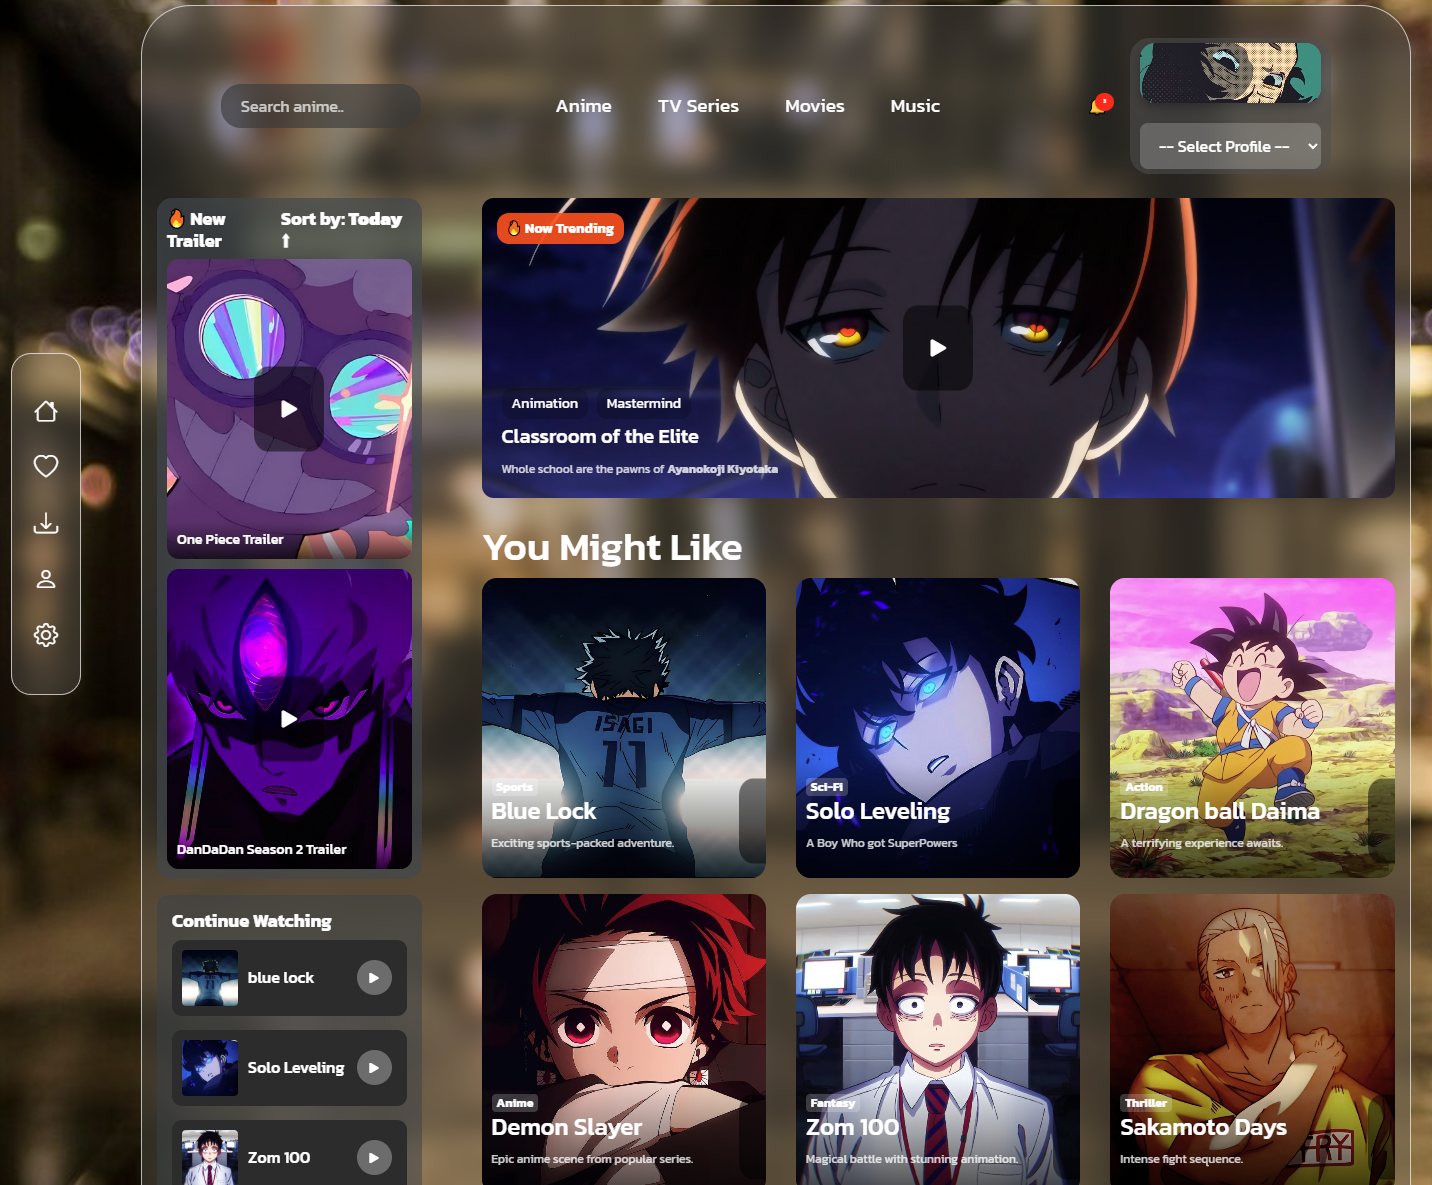 Search anime..
Anime
TV Series
Movies
Music
-- Select Profile --
New Trailer
Sort by: Today ⬆
One Piece Trailer
DanDaDan Season 2 Trailer
Now Trending
Animation
Mastermind
Classroom of the Elite
Whole school are the pawns of Ayanokoji Kiyotaka
You Might Like
ISAGI
11
Sports
Blue Lock
Exciting sports-packed adventure.
Sci-Fi
Solo Leveling
A Boy Who got SuperPowers
Action
Dragon ball Daima
A terrifying experience awaits.
Continue Watching
blue lock
Solo Leveling
Zom 100
Anime
Demon Slayer
Epic anime scene from popular series.
Fantasy
Zom 100
Magical battle with stunning animation.
Thriller
Sakamoto Days
Intense fight sequence.